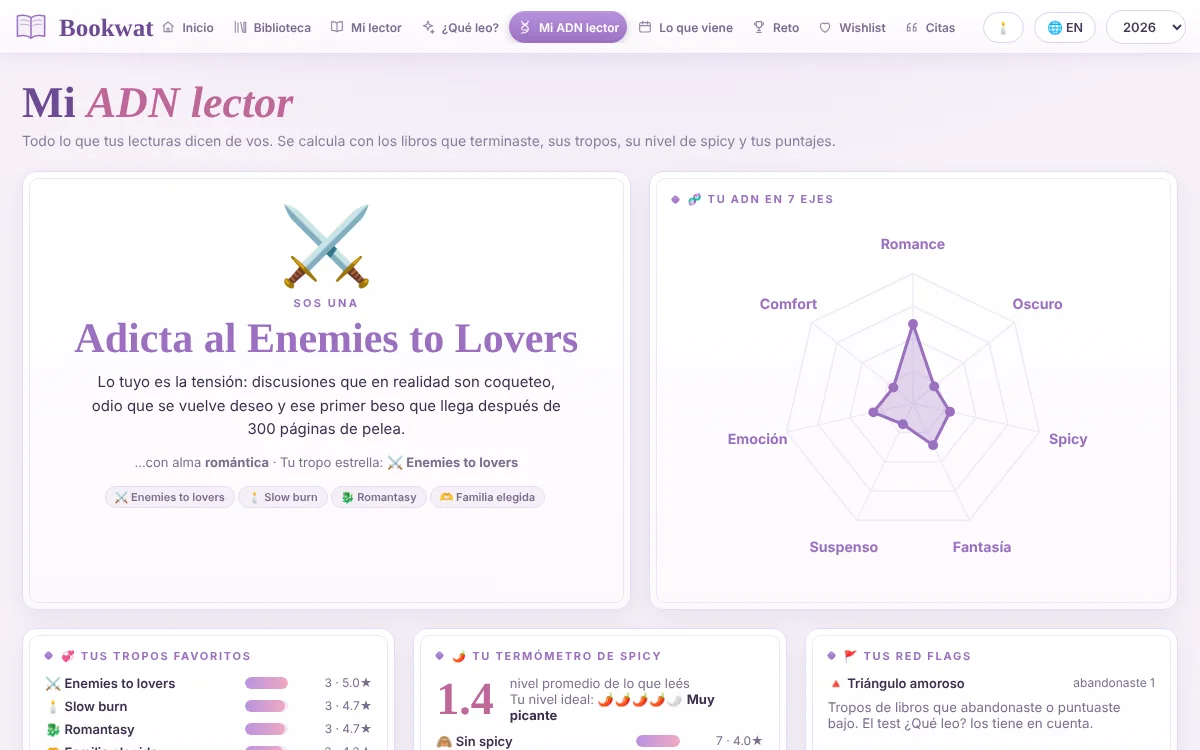 Bookwat Inicio Biblioteca Mi lector ¿Qué leo? Mi ADN lector Lo que viene Reto Wishlist Citas EN 2026
Mi ADN lector
Todo lo que tus lecturas dicen de vos. Se calcula con los libros que terminaste, sus tropos, su nivel de spicy y tus puntajes.
SOS UNA
Adicta al Enemies to Lovers
Lo tuyo es la tensión: discusiones que en realidad son coqueteo,
odio que se vuelve deseo y ese primer beso que llega después de
300 páginas de pelea.
...con alma romántica · Tu tropo estrella: ⚔️ Enemies to lovers
⚔️ Enemies to lovers 🕯️ Slow burn 🐉 Romantasy 🫶 Familia elegida
TU ADN EN 7 EJES
Romance
Comfort
Oscuro
Emoción
Spicy
Suspenso
Fantasía
TUS TROPOS FAVORITOS
⚔️ Enemies to lovers 3 · 5.0★
🕯️ Slow burn 3 · 4.7★
🐉 Romantasy 3 · 4.7★
TU TERMÓMETRO DE SPICY
1.4
nivel promedio de lo que leés
Tu nivel ideal: 🌶️🌶️🌶️🌶️🌶️ Muy
picante
🙈 Sin spicy 7 · 4.0★
TUS RED FLAGS
🔺 Triángulo amoroso abandonaste 1
Tropos de libros que abandonaste o puntuaste
bajo. El test ¿Qué leo? los tiene en cuenta.